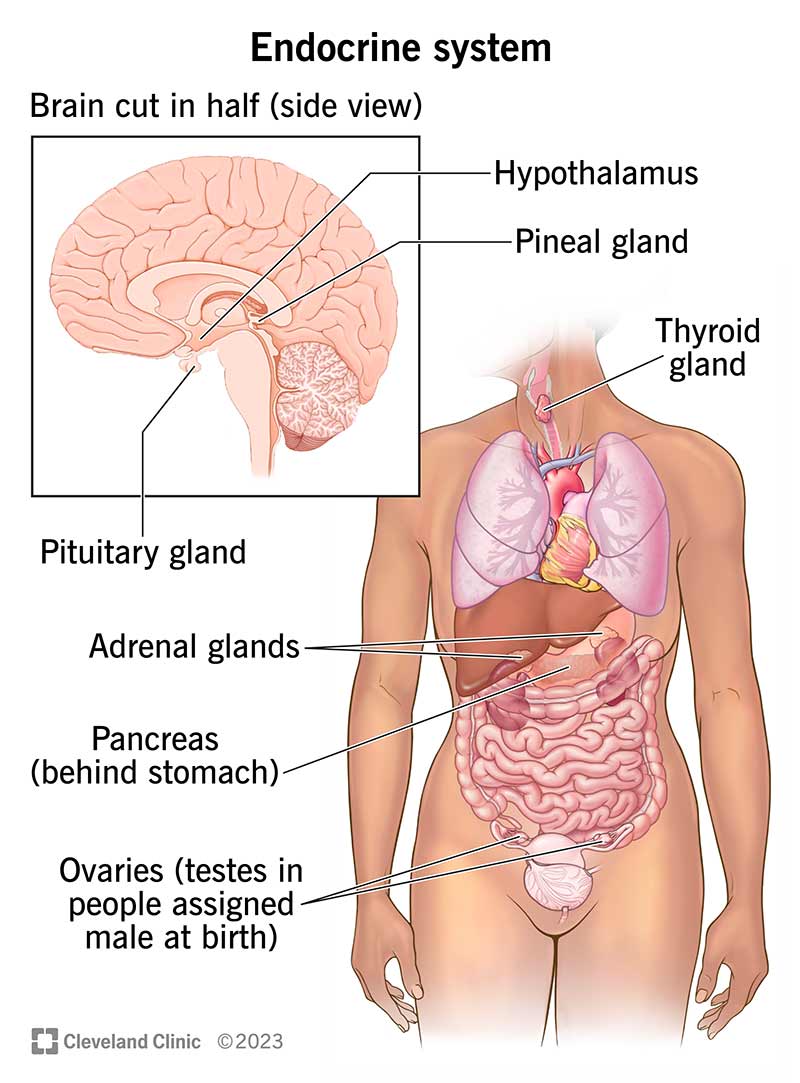 Endocrine system
Brain cut in half (side view)
Hypothalamus
Pineal gland
Thyroid
gland
Pituitary gland
Adrenal glands
Pancreas
(behind stomach)
Ovaries (testes in
people assigned
male at birth)
Cleveland Clinic ©2023